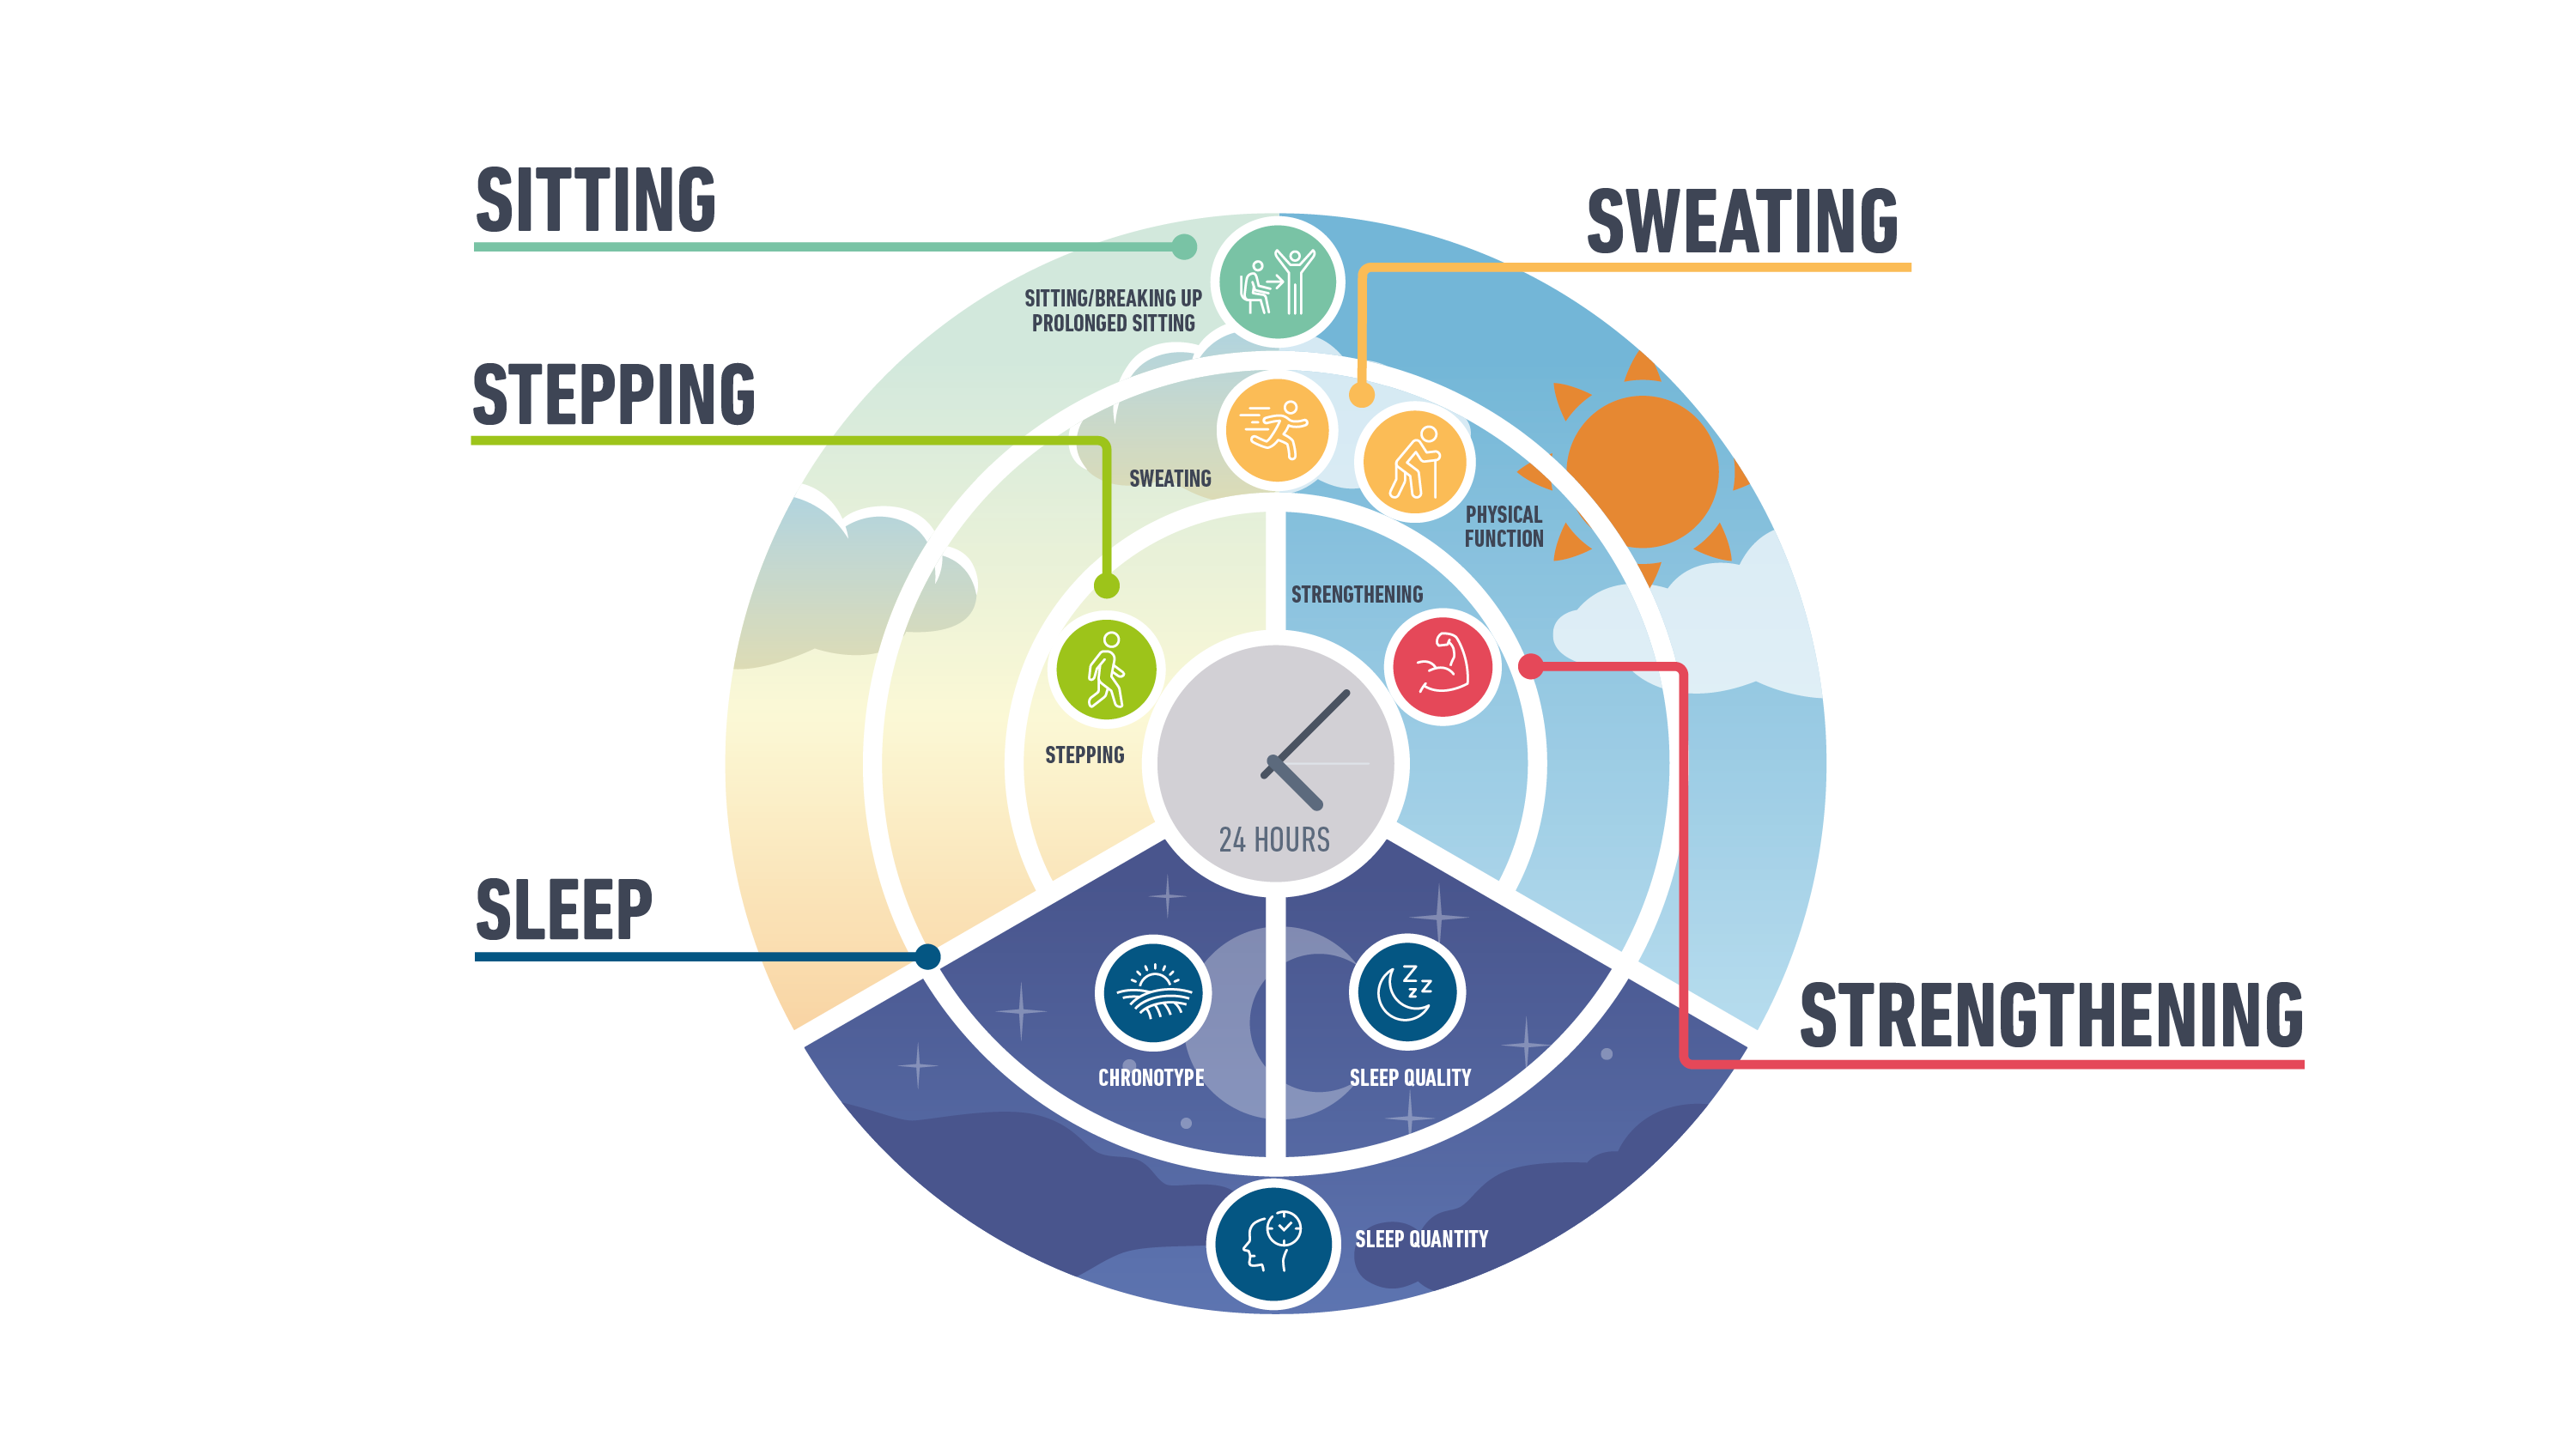 SITTING
SWEATING
SITTING/BREAKING UP
PROLONGED SITTING
STEPPING
SWEATING
PHYSICAL
FUNCTION
STRENGTHENING
STEPPING
24 HOURS
SLEEP
Z
Z
Z
CHRONOTYPE
SLEEP QUALITY
STRENGTHENING
SLEEP QUANTITY